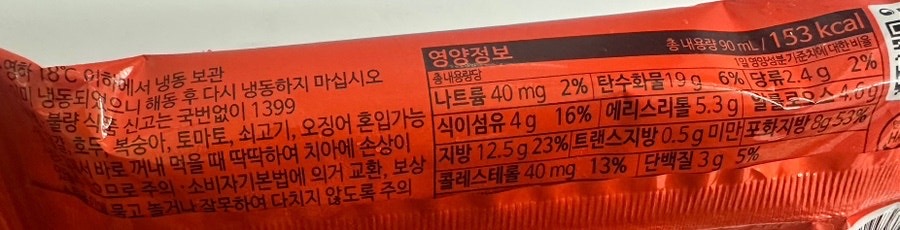 영하 18℃ 이하에서 냉동 보관
냉동되었으니 해동 후 다시 냉동하지 마십시오
불량 식품 신고는 국번없이 1399
호두, 복숭아, 토마토, 쇠고기, 오징어 혼입가능
바로 꺼내 먹을 때 딱딱하여 치아에 손상이
주의 · 소비자기본법에 의거 교환, 보상
물고 놀거나 잘못하여 다치지 않도록 주의
영양정보
총 내용량 90 mL / 153 kcal
총 내용량당
1일 영양성분 기준치에 대한 비율
나트륨 40 mg 2% 탄수화물 19 g 6% 당류 2.4 g 2%
식이섬유 4 g 16% 에리스리톨 5.3 g 알룰로오스 4.6 g
지방 12.5 g 23% 트랜스지방 0.5 g 미만 포화지방 8g 53%
콜레스테롤 40 mg 13% 단백질 3 g 5%